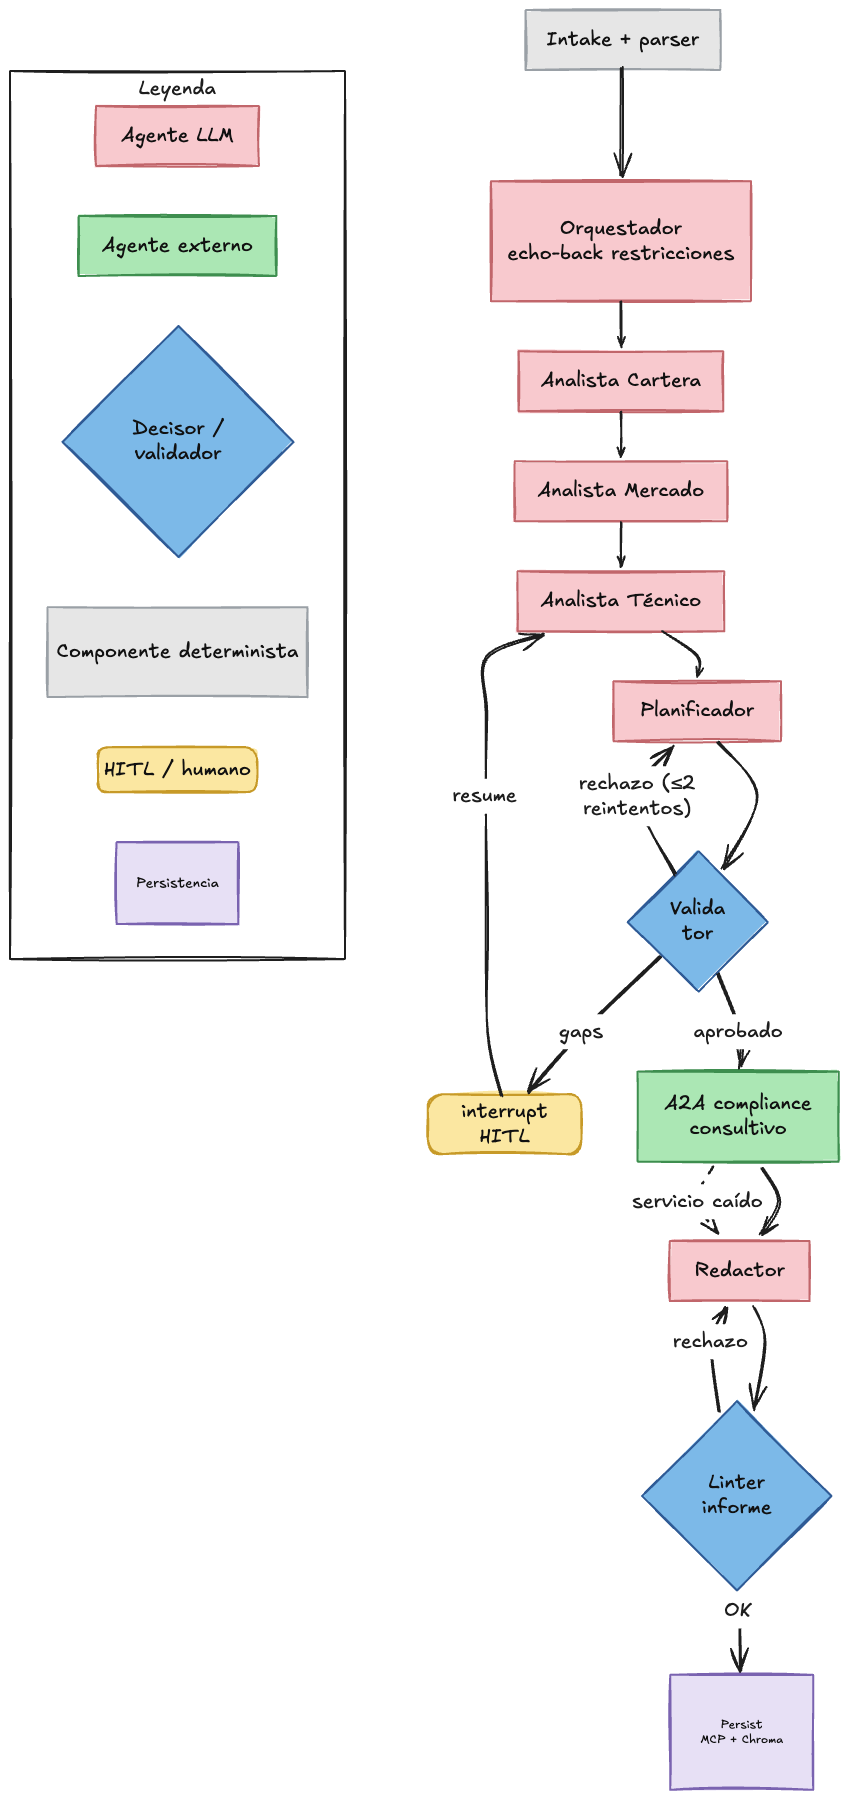 Leyenda
Agente LLM
Agente externo
Decisor /
validador
Componente determinista
HITL / humano
Persistencia
Intake + parser
Orquestador
echo-back restricciones
Analista Cartera
Analista Mercado
Analista Técnico
Planificador
rechazo (≤2
reintentos)
resume
Valida
tor
gaps
aprobado
interrupt
HITL
A2A compliance
consultivo
servicio caído
Redactor
rechazo
Linter
informe
OK
Persist
MCP + Chroma